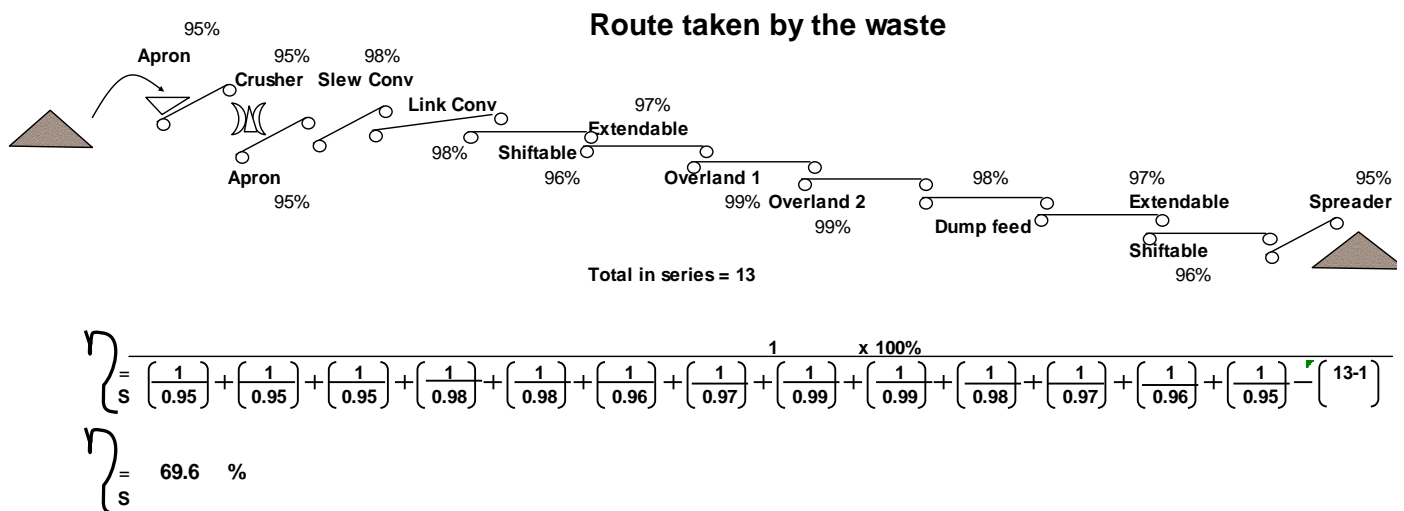 Route taken by the waste
95%
Apron
95%
Crusher
98%
Slew Conv
Link Conv
97%
Extendable
98%
Shiftable
96%
Apron
95%
Overland 1
99%
Overland 2
99%
98%
Dump feed
97%
Extendable
Shiftable
96%
95%
Spreader
Total in series = 13
η S = 1 x 100%
(1/0.95) + (1/0.95) + (1/0.95) + (1/0.98) + (1/0.98) + (1/0.96) + (1/0.97) + (1/0.99) + (1/0.99) + (1/0.98) + (1/0.97) + (1/0.96) + (1/0.95) − (13-1)
η S = 69.6 %